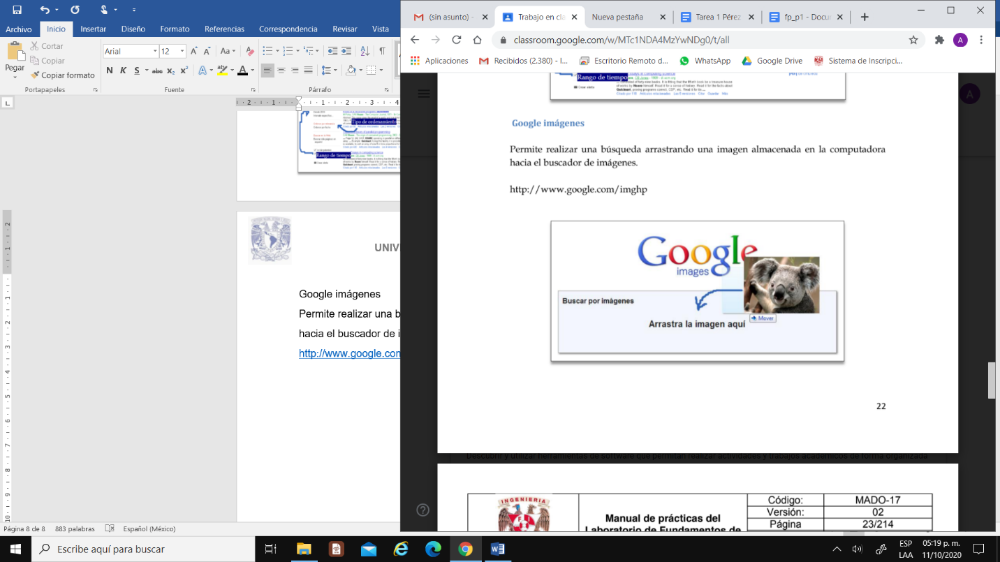 Archivo Inicio Insertar Diseño Formato Referencias Correspondencia Revisar Vista
Pegar
Cortar
Copiar
Copiar formato
Portapapeles
Arial 12
Aa
N K S abc x₂ x²
Fuente
Párrafo
Tipo de ordenamiento
Rango de tiempo
UNIV
Google imágenes
Permite realizar una b
hacia el buscador de i
http://www.google.con
Página 8 de 8 883 palabras Español (México)
(sin asunto) - Trabajo en cla Nueva pestaña Tarea 1 Pérez fp_p1 - Docu
classroom.google.com/w/MTc1NDA4MzYwNDg0/t/all
A
Aplicaciones Recibidos (2.380) - I... Escritorio Remoto d... WhatsApp Google Drive Sistema de Inscripci...
Rango de tiempo
Google imágenes
Permite realizar una búsqueda arrastrando una imagen almacenada en la computadora
hacia el buscador de imágenes.
http://www.google.com/imghp
Google
images
Buscar por imágenes
Arrastra la imagen aquí
Mover
22
Descubrir y utilizar herramientas de software que permitan realizar actividades y trabajos académicos de forma organizada
INGENIERIA
Manual de prácticas del
Laboratorio de Fundamentos de
Código: MADO-17
Versión: 02
Página 23/214
Escribe aquí para buscar
ESP
LAA
05:19 p. m.
11/10/2020